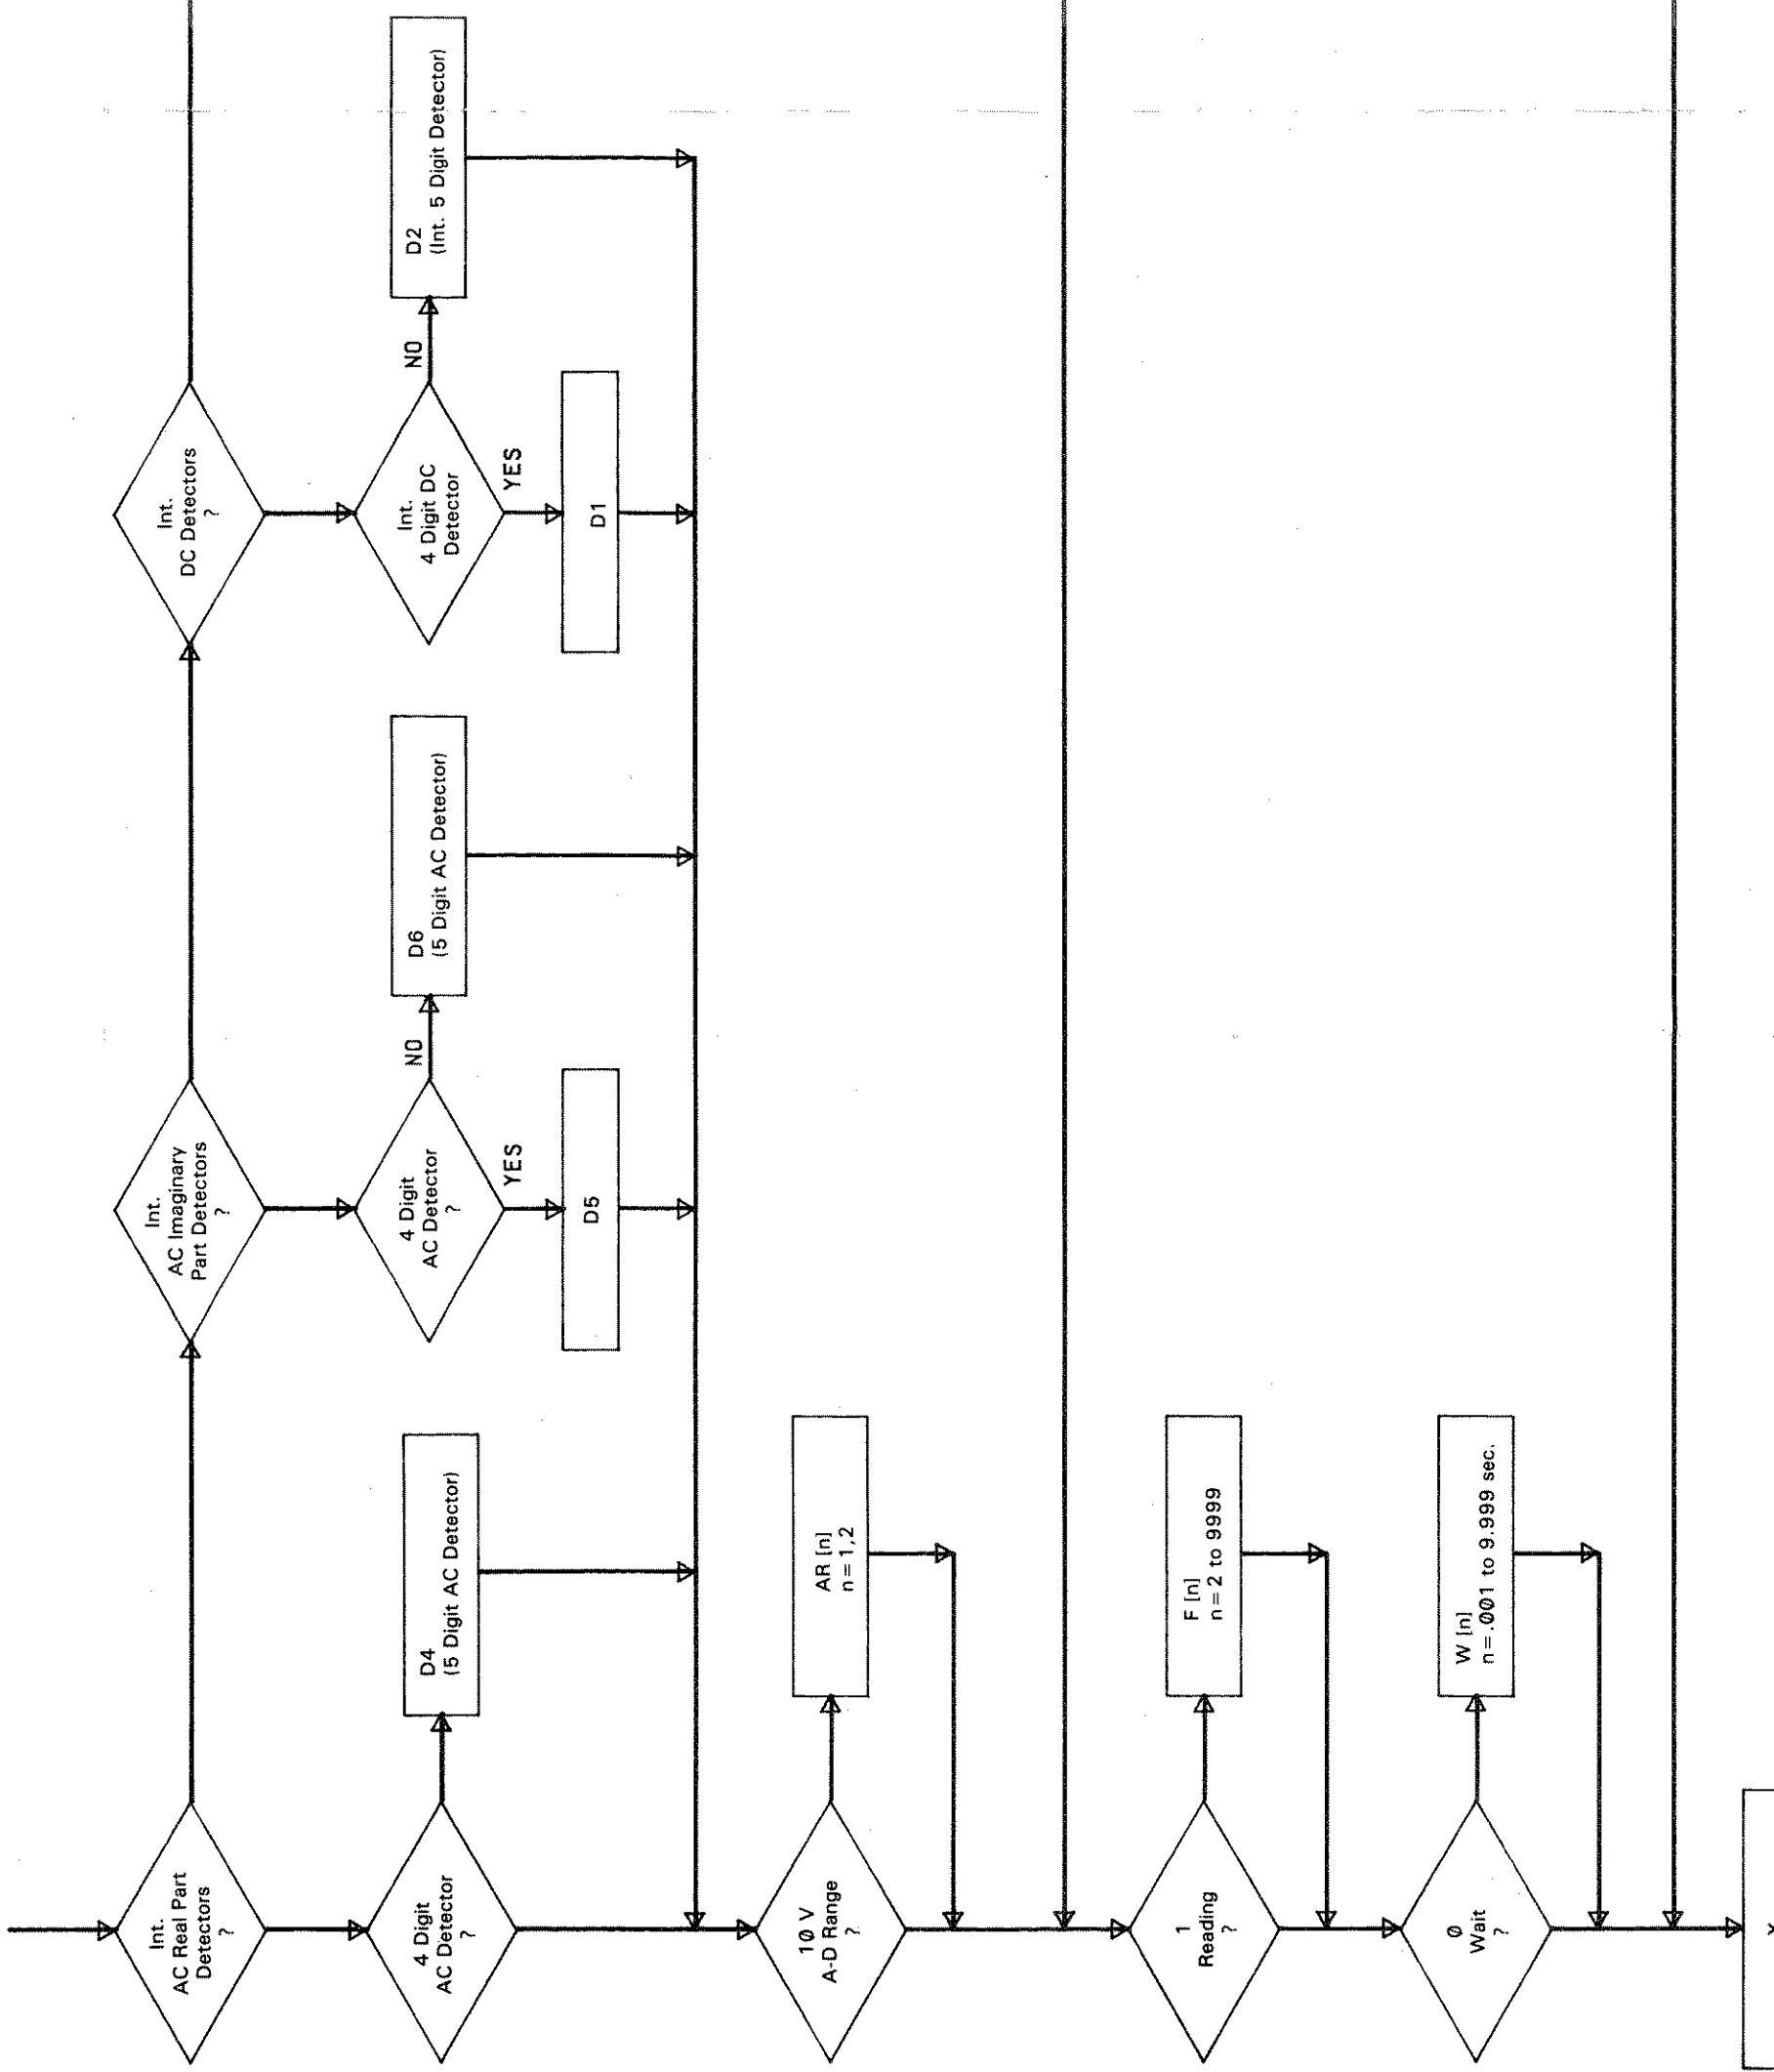 Int.
AC Real Part
Detectors
?
Int.
AC Imaginary
Part Detectors
?
Int.
DC Detectors
?
4 Digit
AC Detector
?
D4
(5 Digit AC Detector)
4 Digit
AC Detector
?
NO
D6
(5 Digit AC Detector)
YES
D5
Int.
4 Digit DC
Detector
NO
D2
(Int. 5 Digit Detector)
YES
D1
10 V
A-D Range
?
AR [n]
n=1,2
1
Reading
?
F [n]
n=2 to 9999
0
Wait
?
W [n]
n=.001 to 9.999 sec.